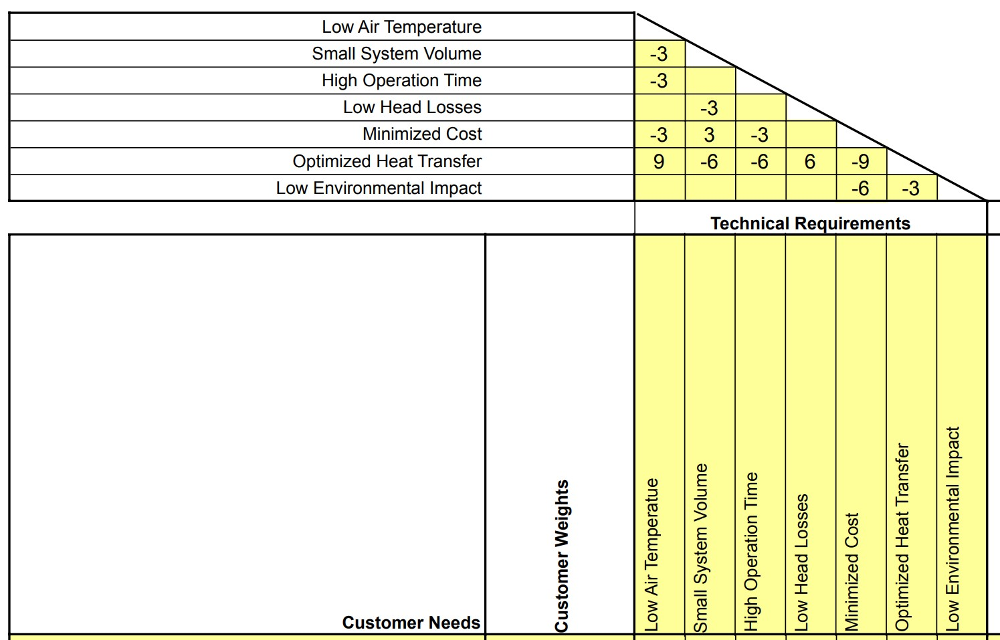 Low Air Temperature
Small System Volume -3
High Operation Time -3
Low Head Losses -3
Minimized Cost -3 3 -3
Optimized Heat Transfer 9 -6 -6 6 -9
Low Environmental Impact -6 -3
Technical Requirements
Customer Needs
Customer Weights
Low Air Temperatue
Small System Volume
High Operation Time
Low Head Losses
Minimized Cost
Optimized Heat Transfer
Low Environmental Impact